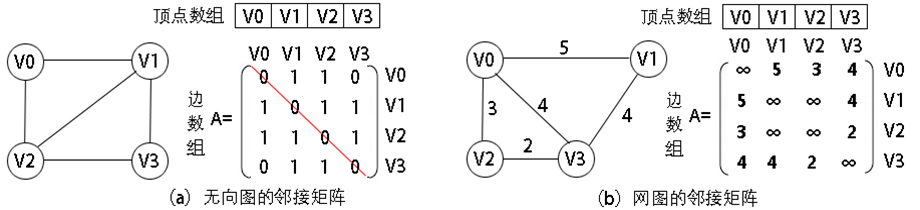 顶点数组 V0 V1 V2 V3
V0 V1 V2 V3
V0 V1
V2 V3
边数组 A=
0 1 1 0 V0
1 0 1 1 V1
1 1 0 1 V2
0 1 1 0 V3
(a) 无向图的邻接矩阵
顶点数组 V0 V1 V2 V3
V0 V1 V2 V3
V0 5 V1
3 4 4
V2 2 V3
边数组 A=
∞ 5 3 4 V0
5 ∞ ∞ 4 V1
3 ∞ ∞ 2 V2
4 4 2 ∞ V3
(b) 网图的邻接矩阵